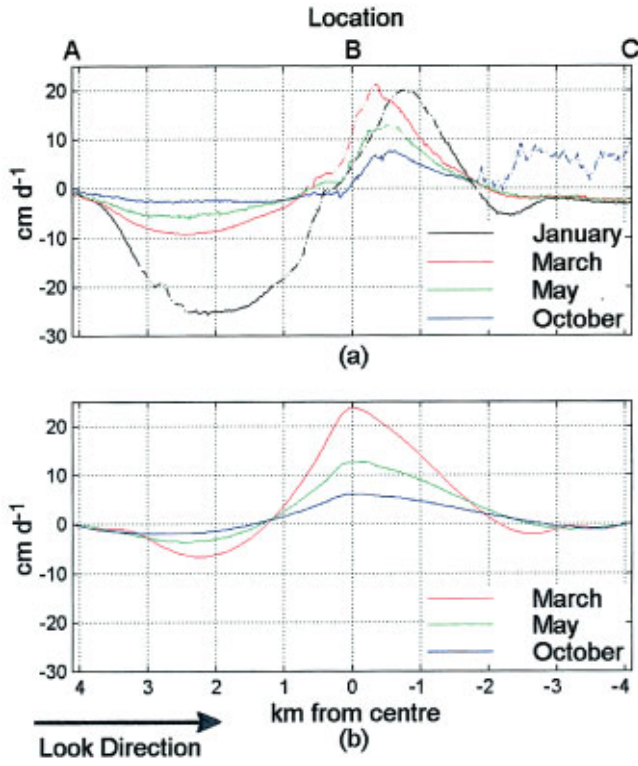 Location
A B C
20
10
0
-10
-20
-30
cm d-1
January
March
May
October
(a)
20
10
0
-10
-20
-30
cm d-1
March
May
October
4 3 2 1 0 -1 -2 -3 -4
km from centre
Look Direction
(b)